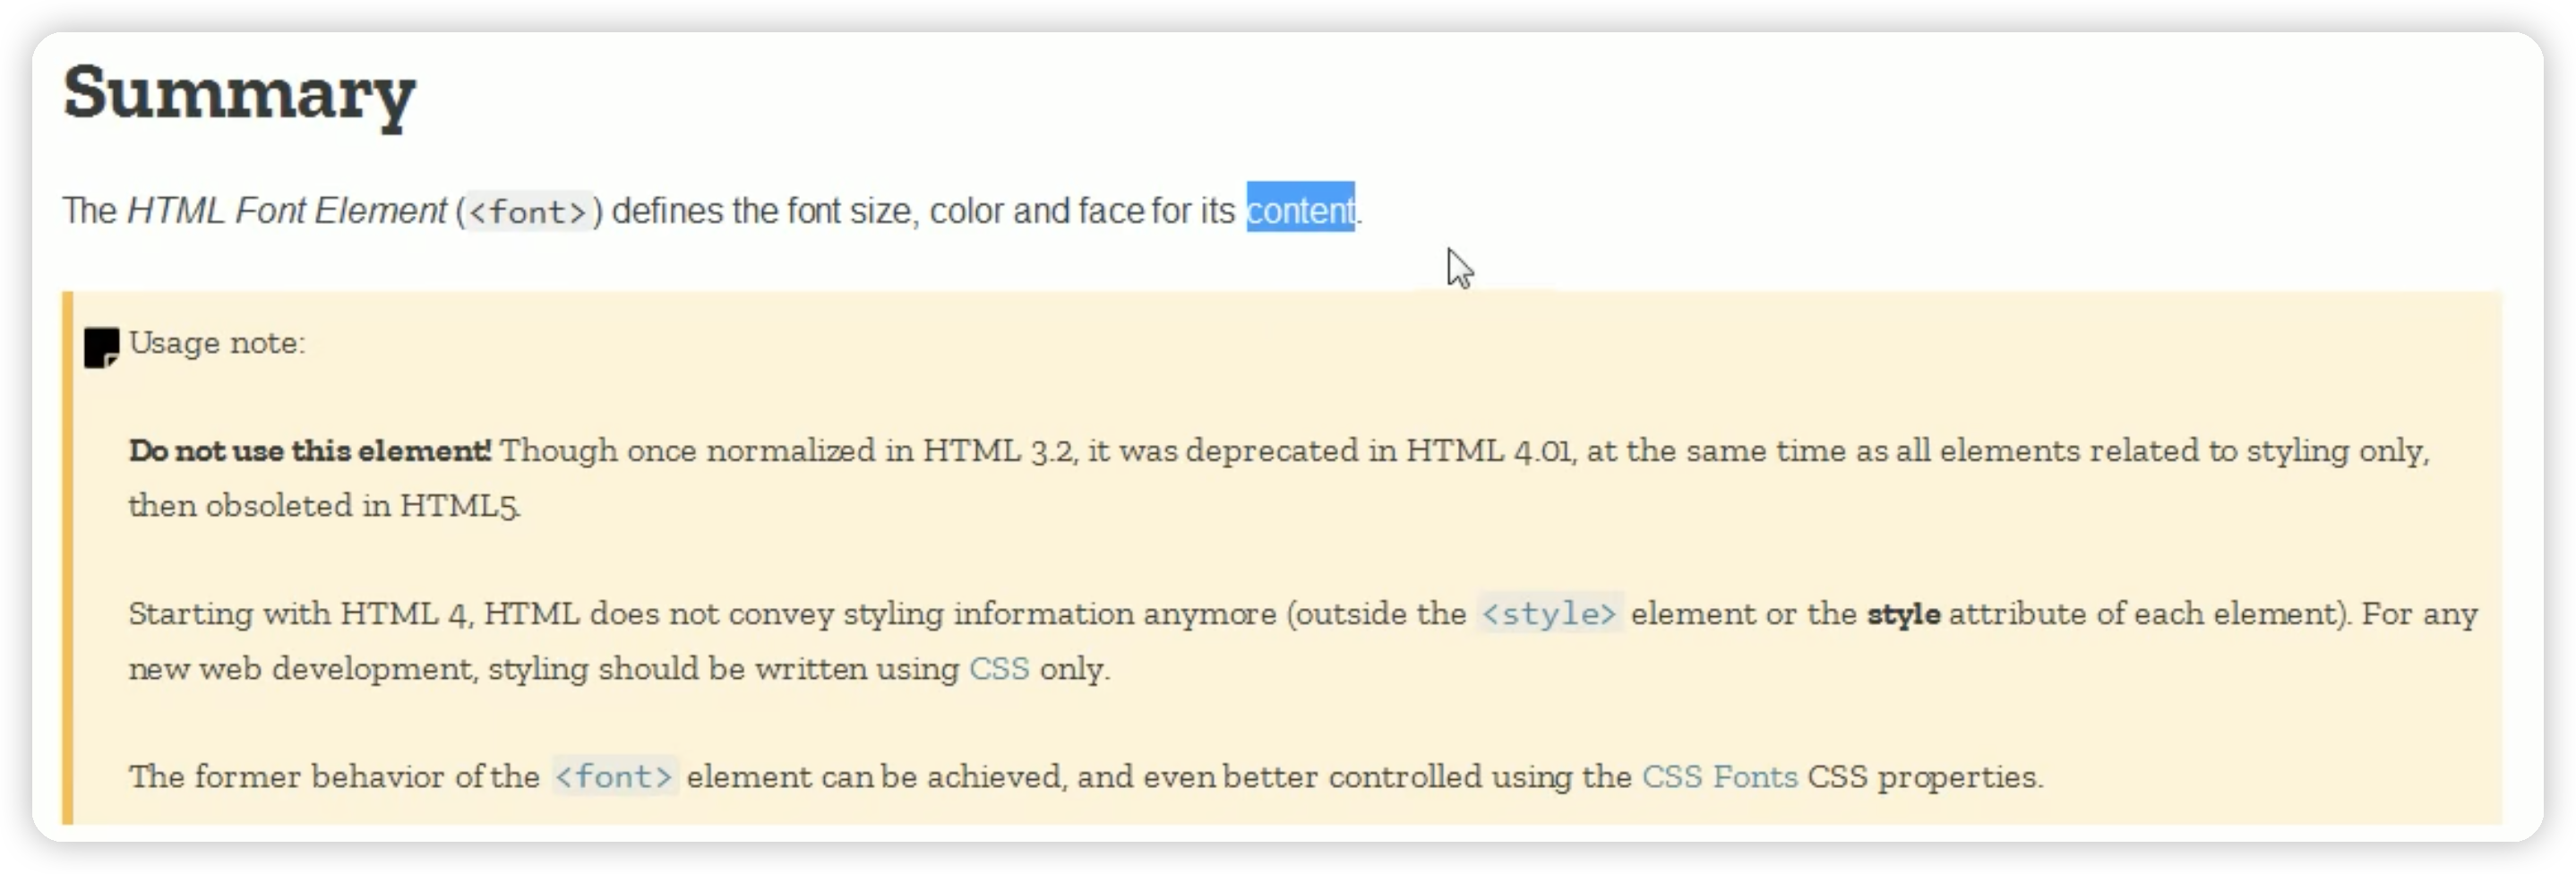 Summary
The HTML Font Element (<font>) defines the font size, color and face for its content.
Usage note:
Do not use this element! Though once normalized in HTML 3.2, it was deprecated in HTML 4.01, at the same time as all elements related to styling only,
then obsoleted in HTML5.
Starting with HTML 4, HTML does not convey styling information anymore (outside the <style> element or the style attribute of each element). For any
new web development, styling should be written using CSS only.
The former behavior of the <font> element can be achieved, and even better controlled using the CSS Fonts CSS properties.